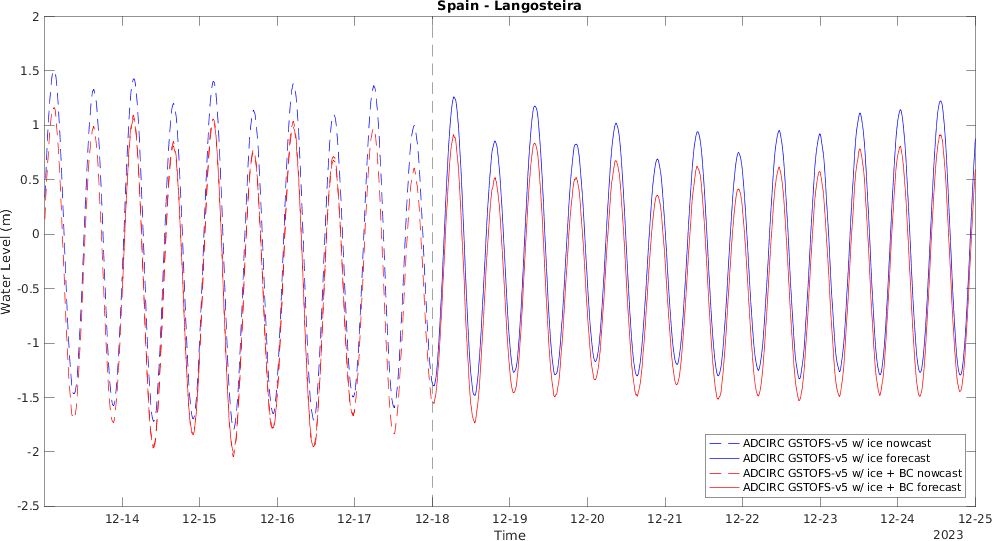 Spain - Langosteira
2
1.5
1
0.5
0
-0.5
-1
-1.5
-2
-2.5
Water Level (m)
12-14 12-15 12-16 12-17 12-18 12-19 12-20 12-21 12-22 12-23 12-24 12-25
Time
2023
ADCIRC GSTOFS-v5 w/ ice nowcast
ADCIRC GSTOFS-v5 w/ ice forecast
ADCIRC GSTOFS-v5 w/ ice + BC nowcast
ADCIRC GSTOFS-v5 w/ ice + BC forecast